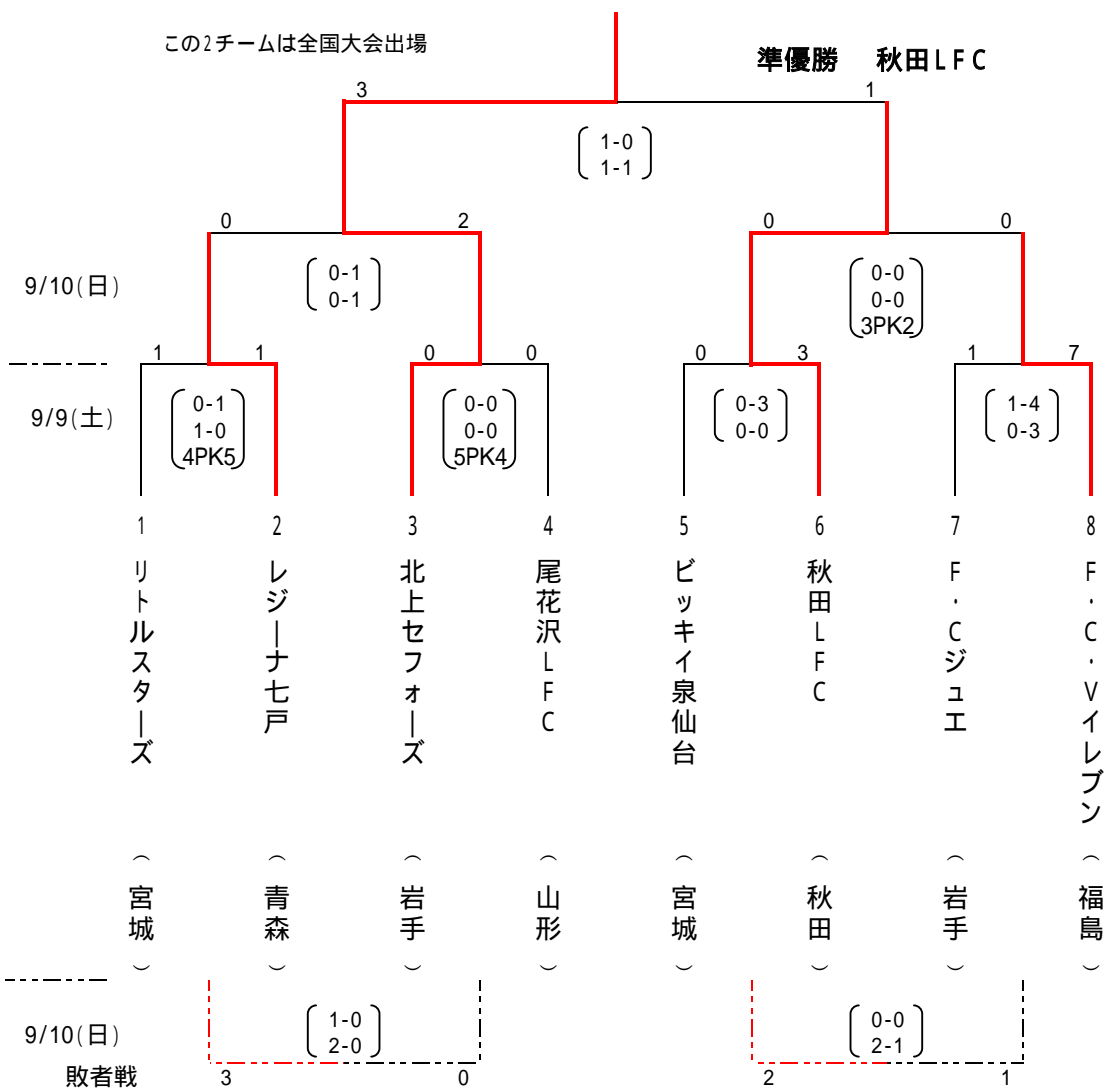 この2チームは全国大会出場
準優勝 秋田LFC
3 1
1-0
1-1
0 2 0 0
9/10(日)
0-1
0-1
0-0
0-0
3PK2
1 1 0 0 0 3 1 7
9/9(土)
0-1
1-0
4PK5
0-0
0-0
5PK4
0-3
0-0
1-4
0-3
1 2 3 4 5 6 7 8
リトルスターズ
レジーナ七戸
北上セフォーズ
尾花沢LFC
ビッキイ泉仙台
秋田LFC
F・Cジュエ
F・C・Vイレブン
(宮城)
(青森)
(岩手)
(山形)
(宮城)
(秋田)
(岩手)
(福島)
9/10(日)
敗者戦
1-0
2-0
3 0
0-0
2-1
2 1